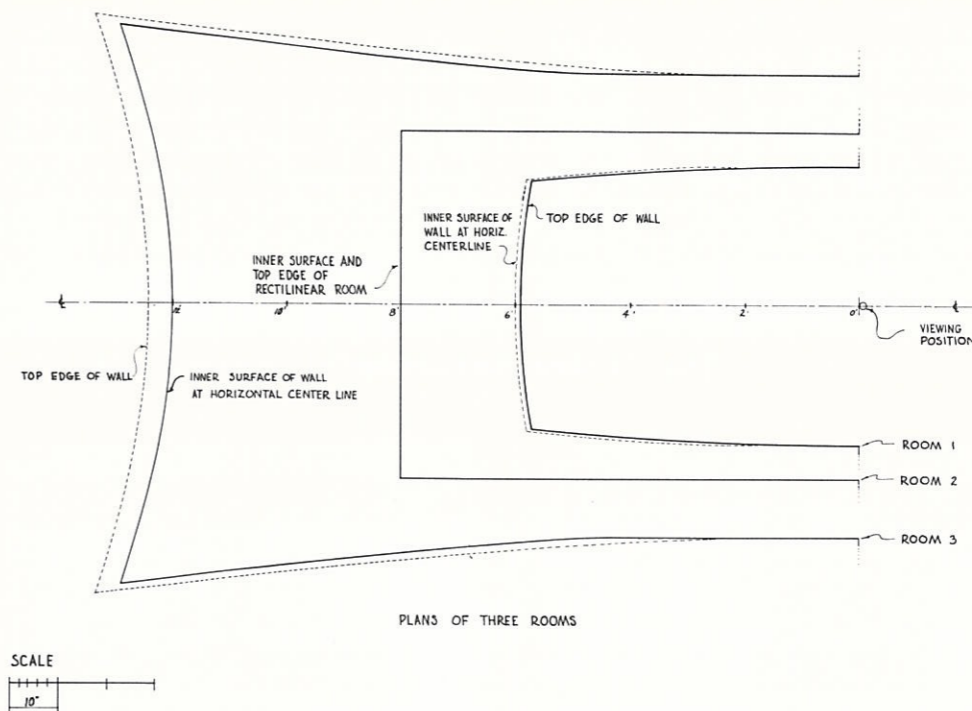 INNER SURFACE OF
WALL AT HORIZ.
CENTERLINE
TOP EDGE OF WALL
INNER SURFACE AND
TOP EDGE OF
RECTILINEAR ROOM
12'
10'
8'
6'
4'
2'
0'
VIEWING
POSITION
TOP EDGE OF WALL
INNER SURFACE OF WALL
AT HORIZONTAL CENTER LINE
ROOM 1
ROOM 2
ROOM 3
PLANS OF THREE ROOMS
SCALE
10"